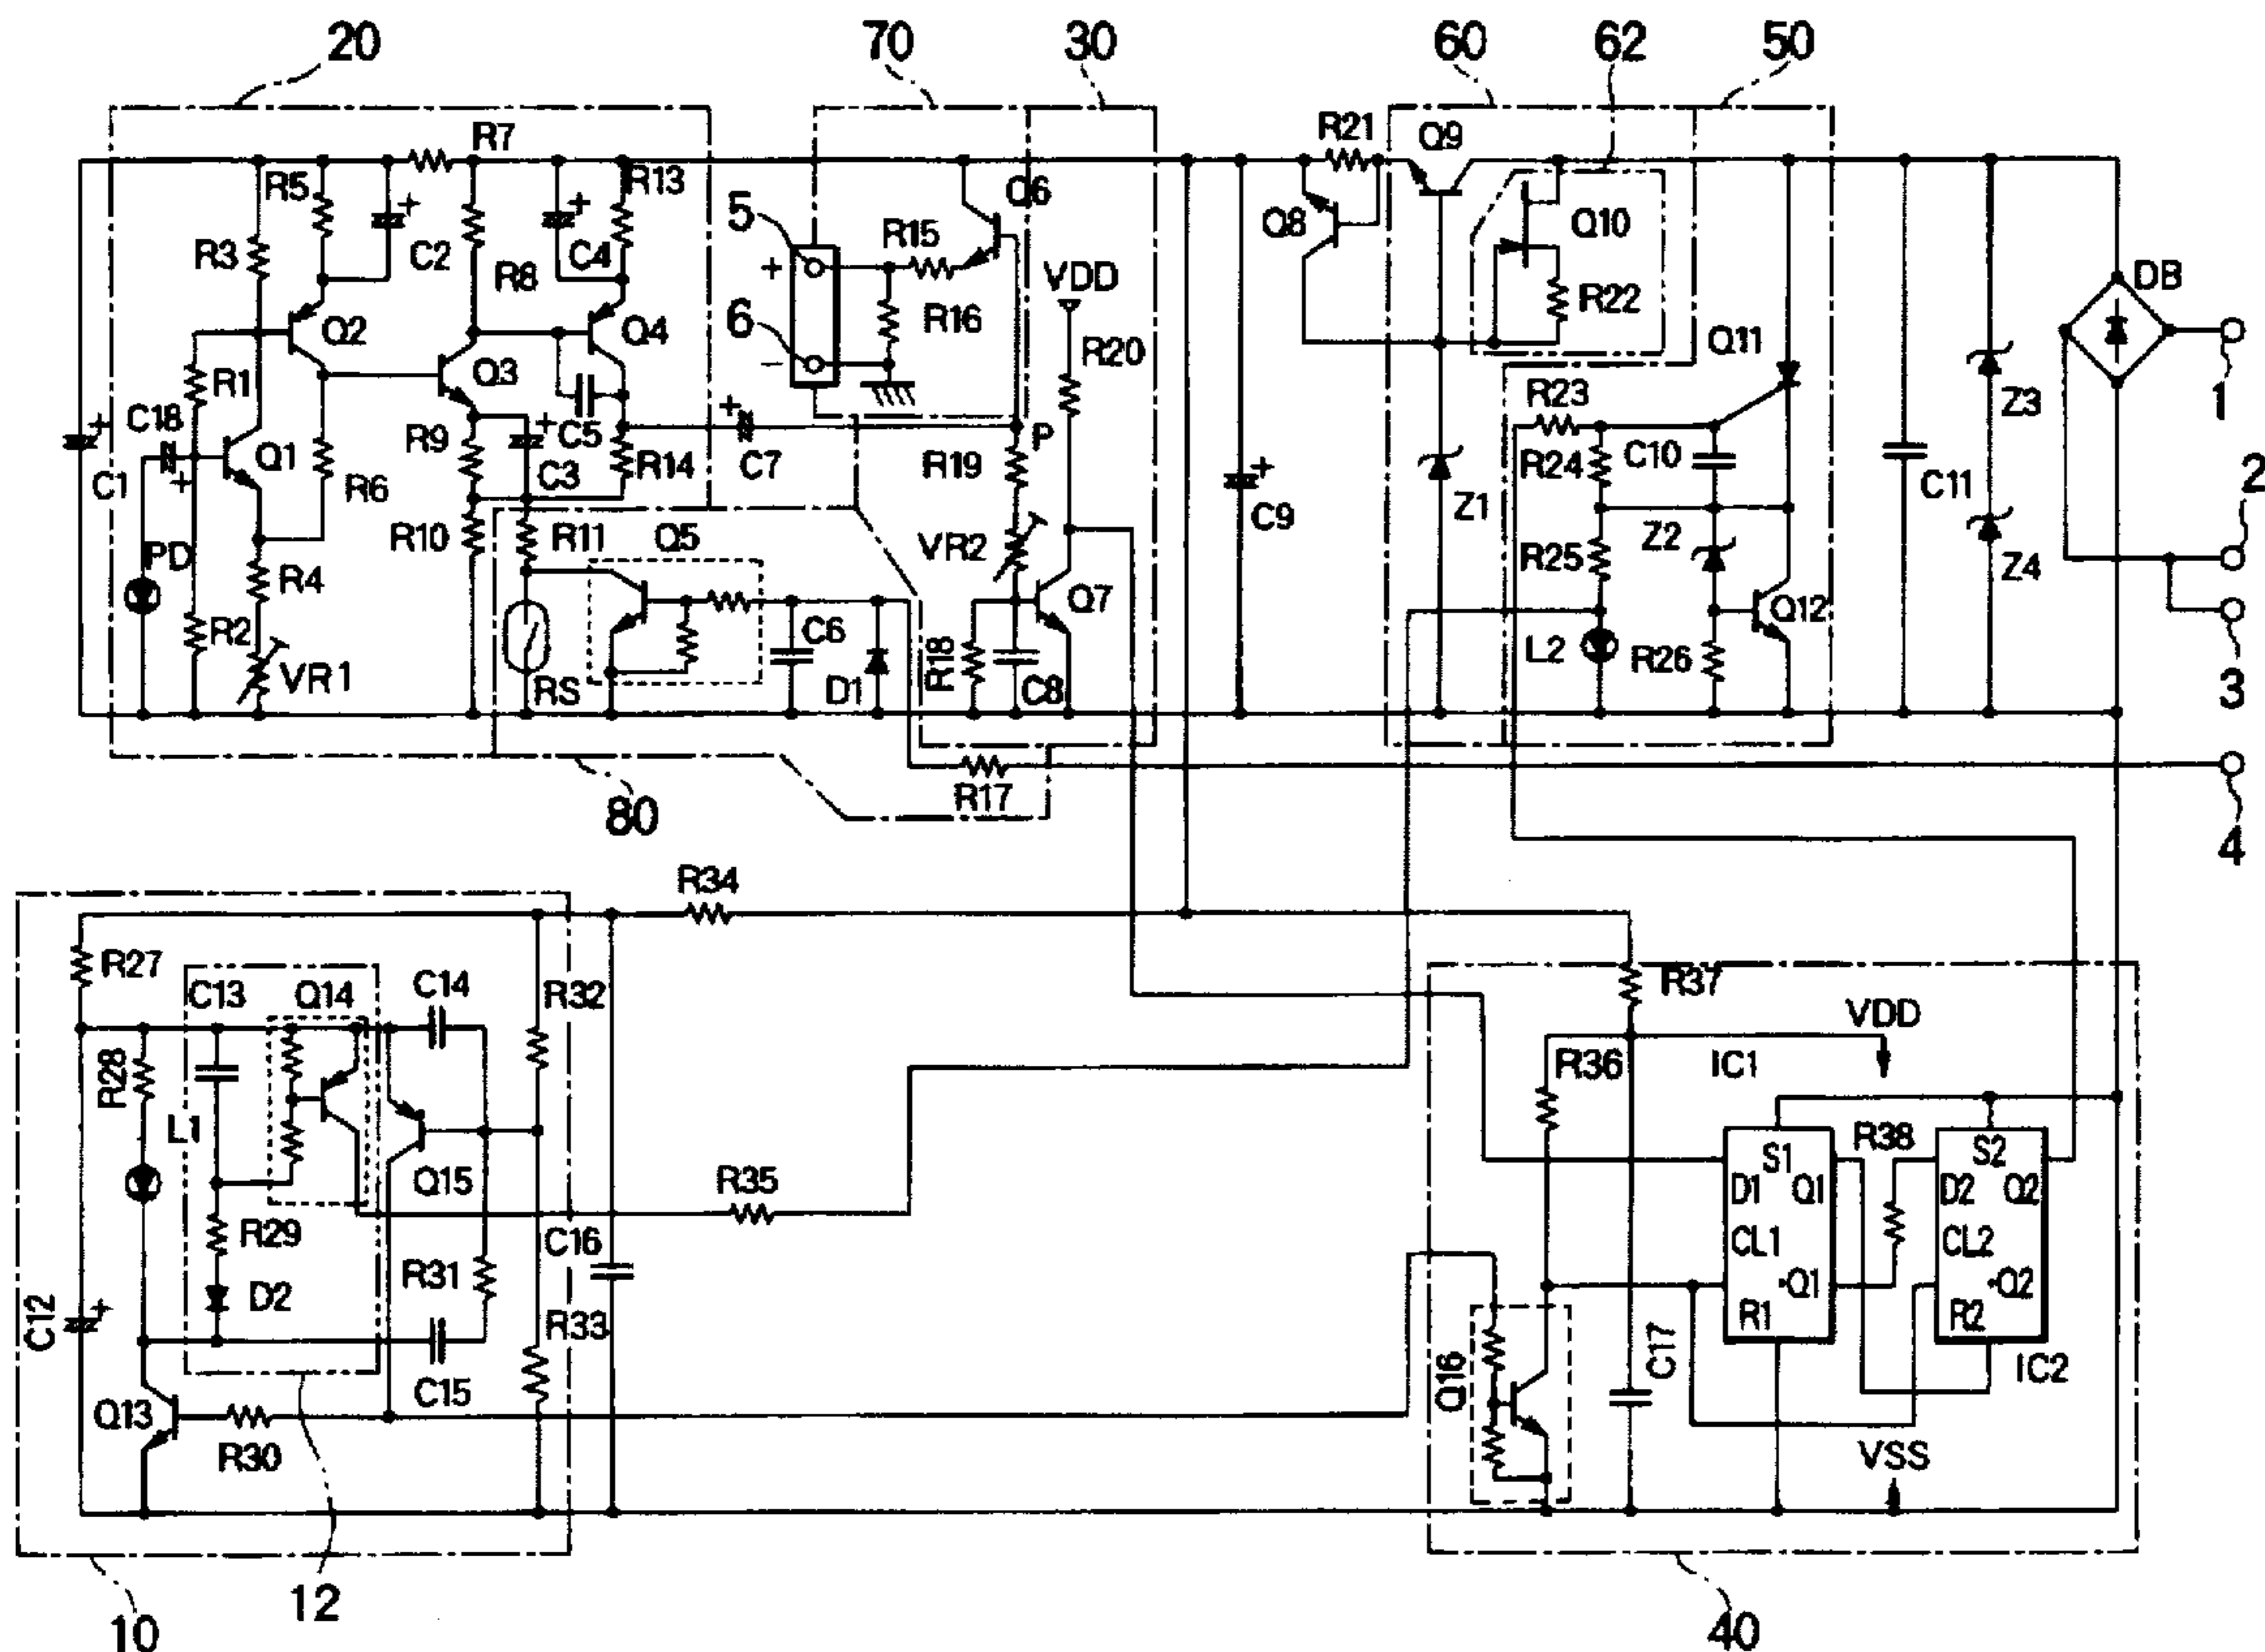 20
70
30
60
62
50
R7
R21
Q9
R5
R13
Q6
5
Q8
Q10
R3
C2
C4
R15
+
VDD
DB
R8
R22
6
R16
Q2
Q4
−
R20
Q11
1
R1
Q3
R23
Z3
C18
C5
P
Q1
R9
C3
R14
C7
R19
R24
C10
C1
R6
C11
2
Z1
C9
R10
R11
Q5
VR2
Z2
R25
Z4
PD
R4
Q7
Q12
R2
C6
L2
R26
VR1
RS
D1
R18
C8
3
R17
80
4
R34
R27
C13
Q14
C14
R32
R37
VDD
R28
R36
IC1
L1
R38
S1
S2
Q15
R35
D1
Q1
D2
Q2
R29
C16
CL1
CL2
R31
D2
·Q1
·Q2
C12
R33
R1
R2
Q16
C17
IC2
C15
Q13
R30
VSS
12
10
40